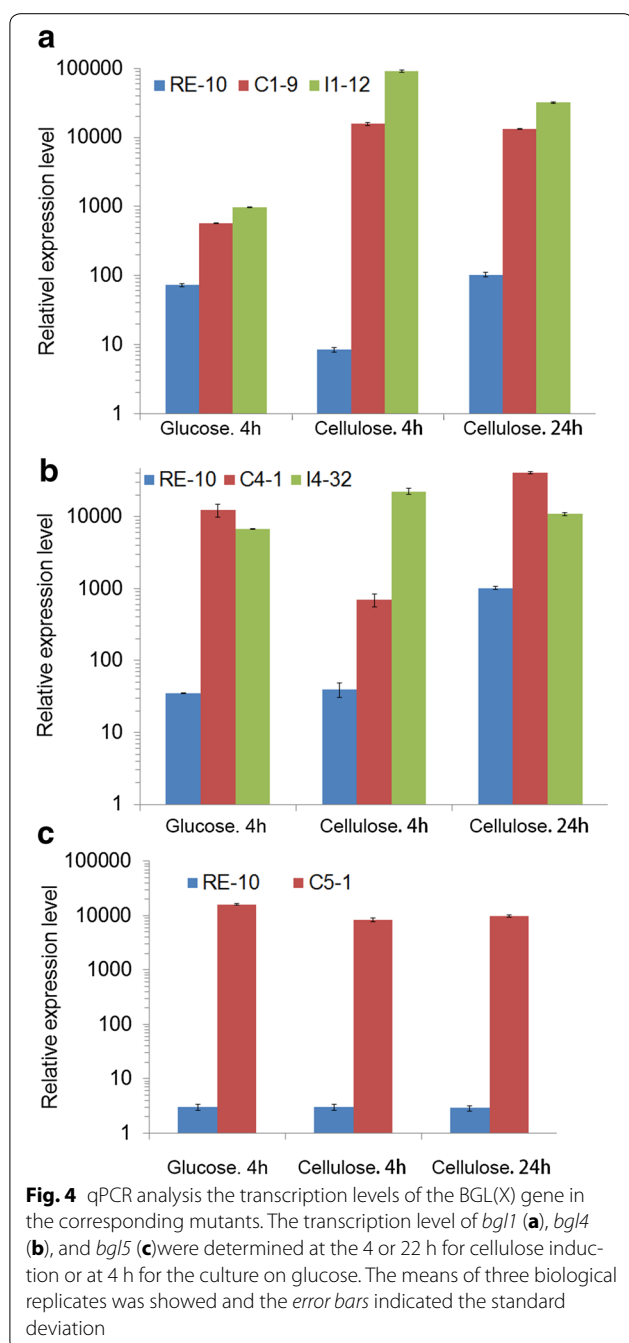 a
RE-10 C1-9 I1-12
100000
10000
1000
100
10
1
Relativel expression level
Glucose. 4h Cellulose. 4h Cellulose. 24h
b
RE-10 C4-1 I4-32
10000
1000
100
10
1
Relative expression level
Glucose. 4h Cellulose. 4h Cellulose. 24h
c
RE-10 C5-1
100000
10000
1000
100
10
1
Relative expression level
Glucose. 4h Cellulose. 4h Cellulose. 24h
Fig. 4 qPCR analysis the transcription levels of the BGL(X) gene in
the corresponding mutants. The transcription level of bgl1 (a), bgl4
(b), and bgl5 (c)were determined at the 4 or 22 h for cellulose induc-
tion or at 4 h for the culture on glucose. The means of three biological
replicates was showed and the error bars indicated the standard
deviation